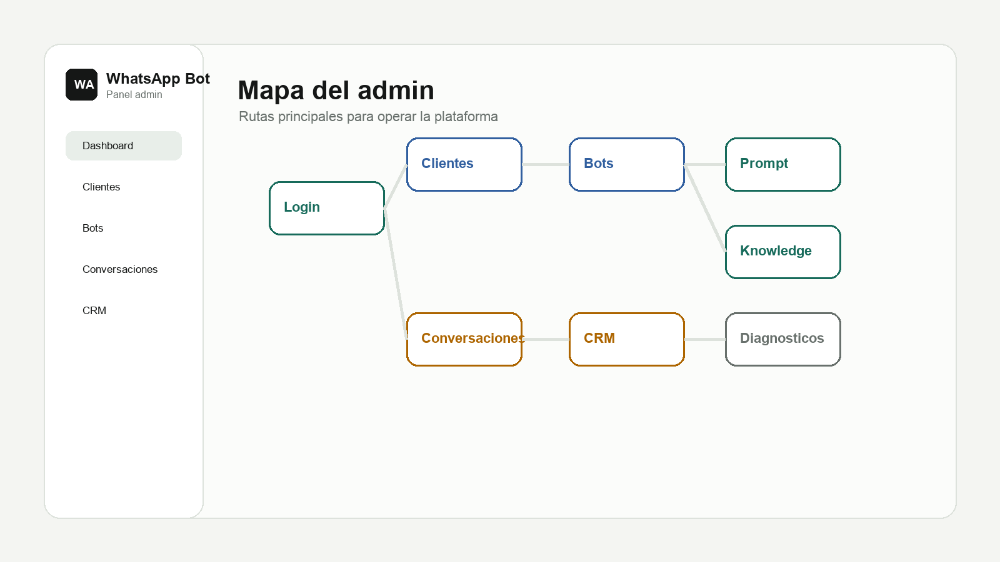 WA
WhatsApp Bot
Panel admin
Dashboard
Clientes
Bots
Conversaciones
CRM
Mapa del admin
Rutas principales para operar la plataforma
Login
Clientes
Bots
Prompt
Knowledge
Conversaciones
CRM
Diagnosticos